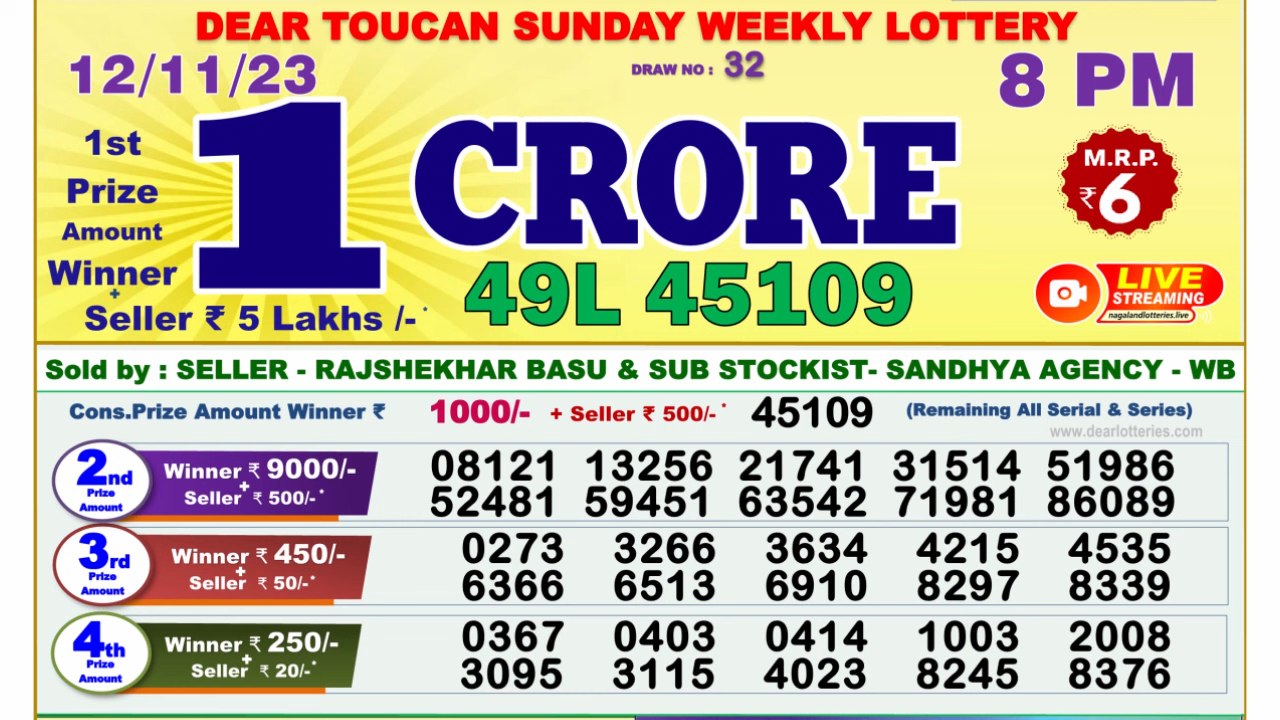 DEAR TOUCAN SUNDAY WEEKLY LOTTERY
12/11/23
DRAW NO : 32
8 PM
1st
Prize
Amount
Winner
+
Seller ₹ 5 Lakhs /-*
1 CRORE
49L 45109
M.R.P.
₹6
LIVE
STREAMING
nagalandlotteries.live
Sold by : SELLER - RAJSHEKHAR BASU & SUB STOCKIST- SANDHYA AGENCY - WB
Cons.Prize Amount Winner ₹ 1000/- + Seller ₹ 500/-* 45109 (Remaining All Serial & Series)
www.dearlotteries.com
2nd
Prize
Amount
Winner ₹ 9000/-
+
Seller ₹ 500/-*
08121 13256 21741 31514 51986
52481 59451 63542 71981 86089
3rd
Prize
Amount
Winner ₹ 450/-
+
Seller ₹ 50/-*
0273 3266 3634 4215 4535
6366 6513 6910 8297 8339
4th
Prize
Amount
Winner ₹ 250/-
+
Seller ₹ 20/-*
0367 0403 0414 1003 2008
3095 3115 4023 8245 8376